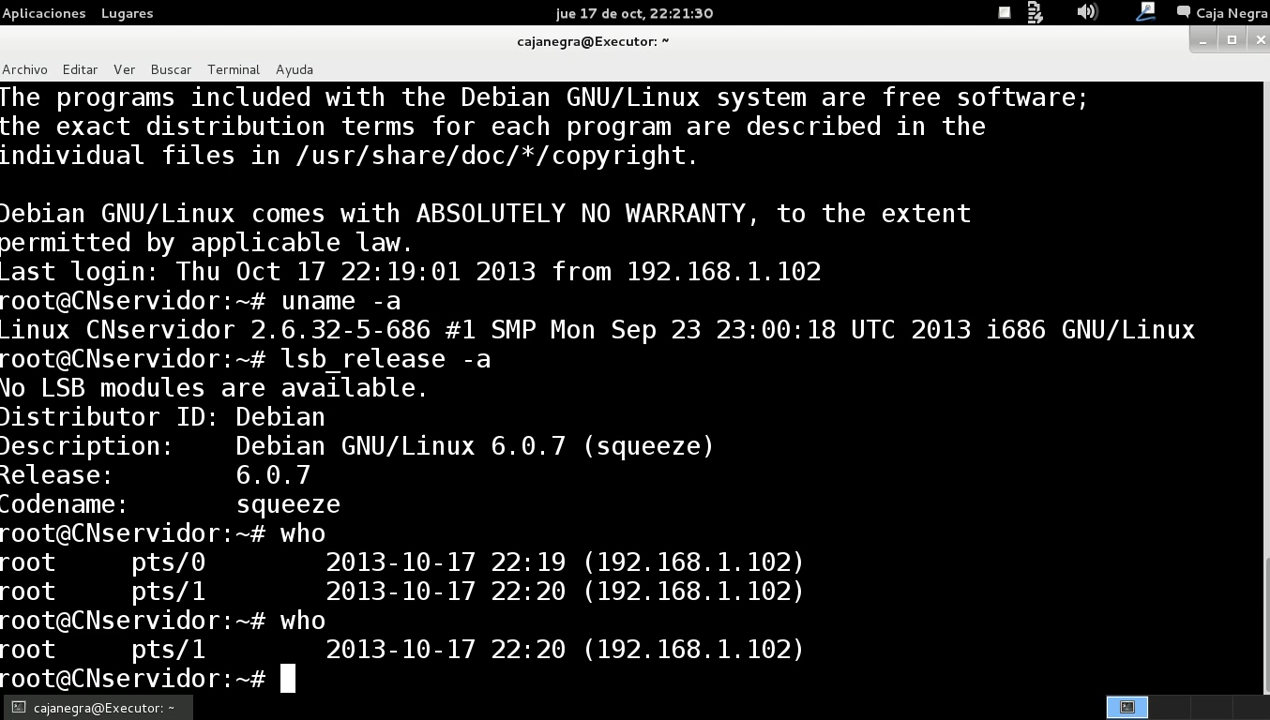 Aplicaciones Lugares jue 17 de oct, 22:21:30 Caja Negra
cajanegra@Executor: ~
Archivo Editar Ver Buscar Terminal Ayuda
The programs included with the Debian GNU/Linux system are free software;
the exact distribution terms for each program are described in the
individual files in /usr/share/doc/*/copyright.
Debian GNU/Linux comes with ABSOLUTELY NO WARRANTY, to the extent
permitted by applicable law.
Last login: Thu Oct 17 22:19:01 2013 from 192.168.1.102
root@CNservidor:~# uname -a
Linux CNservidor 2.6.32-5-686 #1 SMP Mon Sep 23 23:00:18 UTC 2013 i686 GNU/Linux
root@CNservidor:~# lsb_release -a
No LSB modules are available.
Distributor ID: Debian
Description: Debian GNU/Linux 6.0.7 (squeeze)
Release: 6.0.7
Codename: squeeze
root@CNservidor:~# who
root pts/0 2013-10-17 22:19 (192.168.1.102)
root pts/1 2013-10-17 22:20 (192.168.1.102)
root@CNservidor:~# who
root pts/1 2013-10-17 22:20 (192.168.1.102)
root@CNservidor:~#
cajanegra@Executor: ~